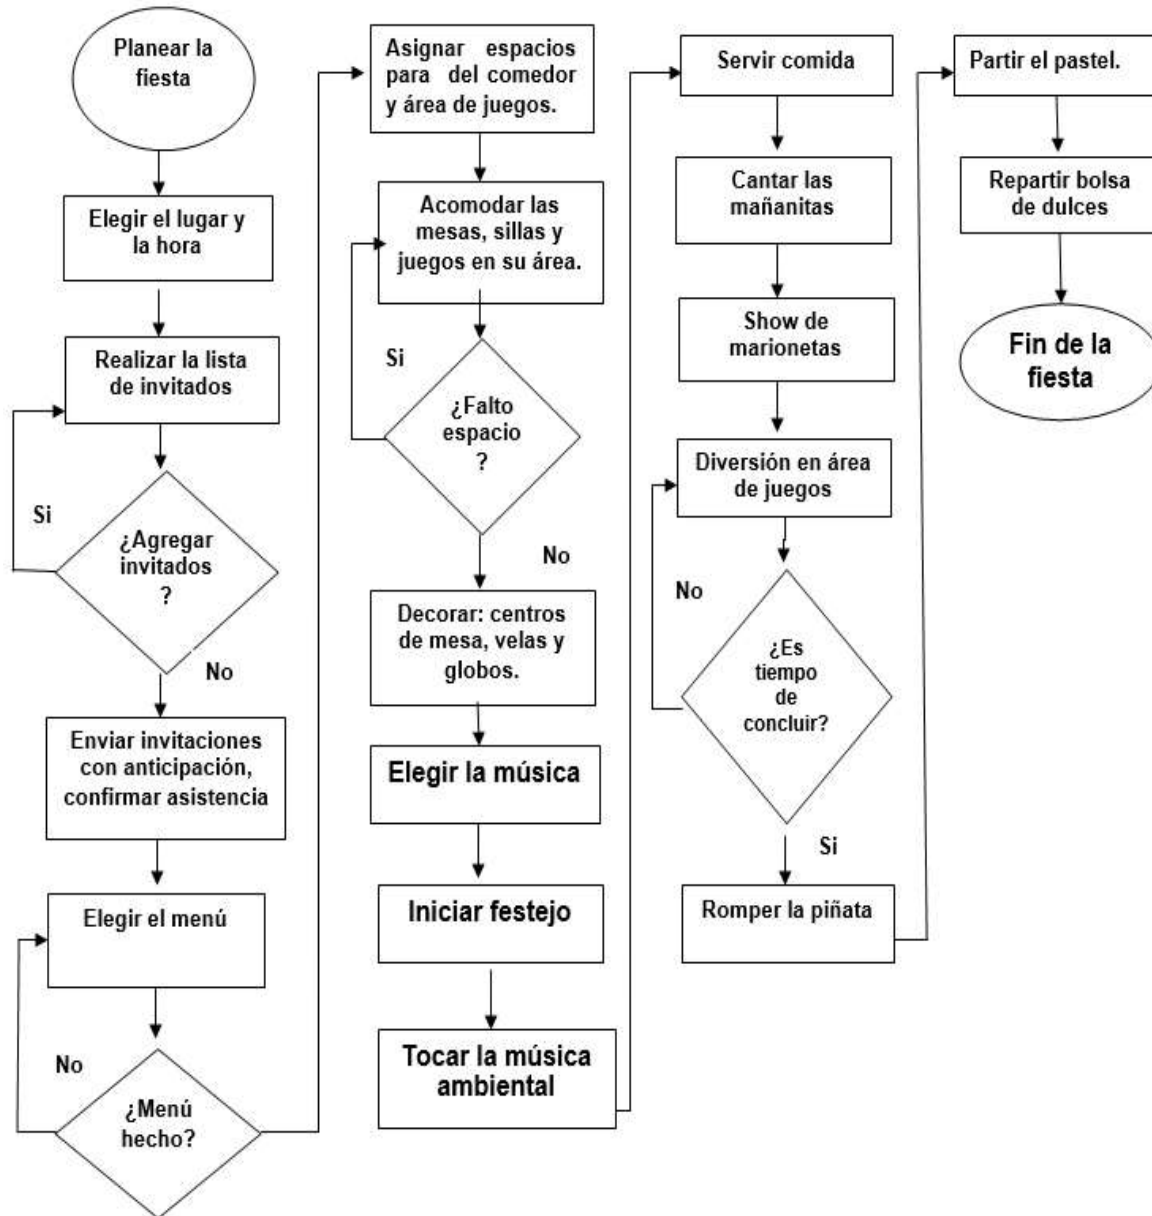 Planear la
fiesta
Elegir el lugar y
la hora
Realizar la lista
de invitados
Si
¿Agregar
invitados
?
No
Enviar invitaciones
con anticipación,
confirmar asistencia
Elegir el menú
No
¿Menú
hecho?
Asignar espacios
para del comedor
y área de juegos.
Acomodar las
mesas, sillas y
juegos en su área.
Si
¿Falto
espacio
?
No
Decorar: centros
de mesa, velas y
globos.
Elegir la música
Iniciar festejo
Tocar la música
ambiental
Servir comida
Cantar las
mañanitas
Show de
marionetas
Diversión en área
de juegos
No
¿Es
tiempo
de
concluir?
Si
Romper la piñata
Partir el pastel.
Repartir bolsa
de dulces
Fin de la
fiesta